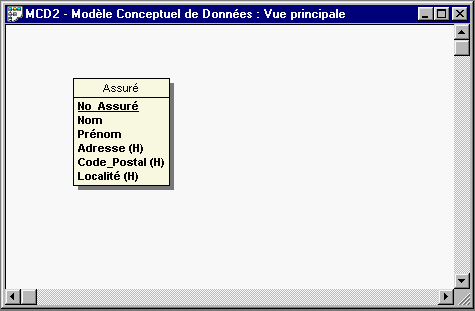 MCD2 - Modèle Conceptuel de Données : Vue principale
Assuré
No_Assuré
Nom
Prénom
Adresse (H)
Code_Postal (H)
Localité (H)